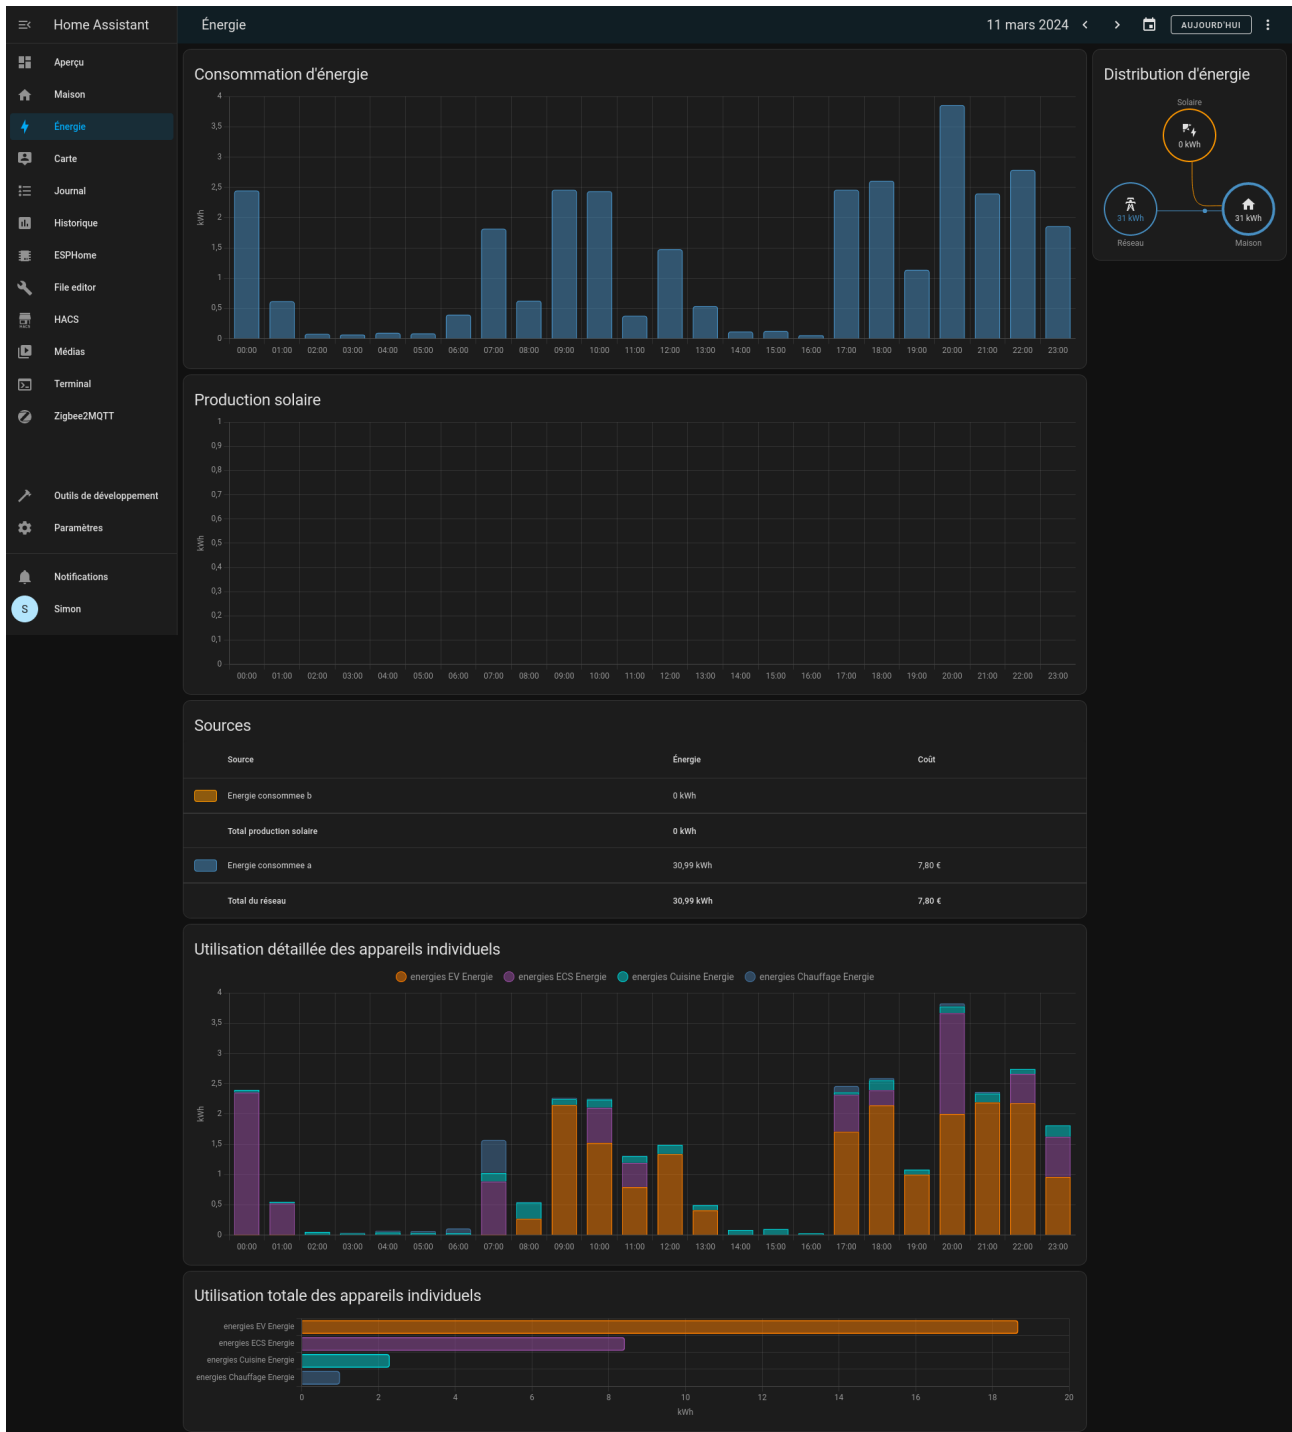 Home Assistant
Énergie
11 mars 2024
AUJOURD'HUI
Aperçu
Maison
Énergie
Carte
Journal
Historique
ESPHome
File editor
HACS
HACS
Médias
Terminal
Zigbee2MQTT
Outils de développement
Paramètres
Notifications
S
Simon
Consommation d'énergie
kWh
4
3,5
3
2,5
2
1,5
1
0,5
0
00:00 01:00 02:00 03:00 04:00 05:00 06:00 07:00 08:00 09:00 10:00 11:00 12:00 13:00 14:00 15:00 16:00 17:00 18:00 19:00 20:00 21:00 22:00 23:00
Distribution d'énergie
Solaire
0 kWh
31 kWh
31 kWh
Réseau
Maison
Production solaire
kWh
1
0,9
0,8
0,7
0,6
0,5
0,4
0,3
0,2
0,1
0
00:00 01:00 02:00 03:00 04:00 05:00 06:00 07:00 08:00 09:00 10:00 11:00 12:00 13:00 14:00 15:00 16:00 17:00 18:00 19:00 20:00 21:00 22:00 23:00
Sources
Source Énergie Coût
Energie consommee b 0 kWh
Total production solaire 0 kWh
Energie consommee a 30,99 kWh 7,80 €
Total du réseau 30,99 kWh 7,80 €
Utilisation détaillée des appareils individuels
energies EV Energie energies ECS Energie energies Cuisine Energie energies Chauffage Energie
kWh
4
3,5
3
2,5
2
1,5
1
0,5
0
00:00 01:00 02:00 03:00 04:00 05:00 06:00 07:00 08:00 09:00 10:00 11:00 12:00 13:00 14:00 15:00 16:00 17:00 18:00 19:00 20:00 21:00 22:00 23:00
Utilisation totale des appareils individuels
energies EV Energie
energies ECS Energie
energies Cuisine Energie
energies Chauffage Energie
0 2 4 6 8 10 12 14 16 18 20
kWh